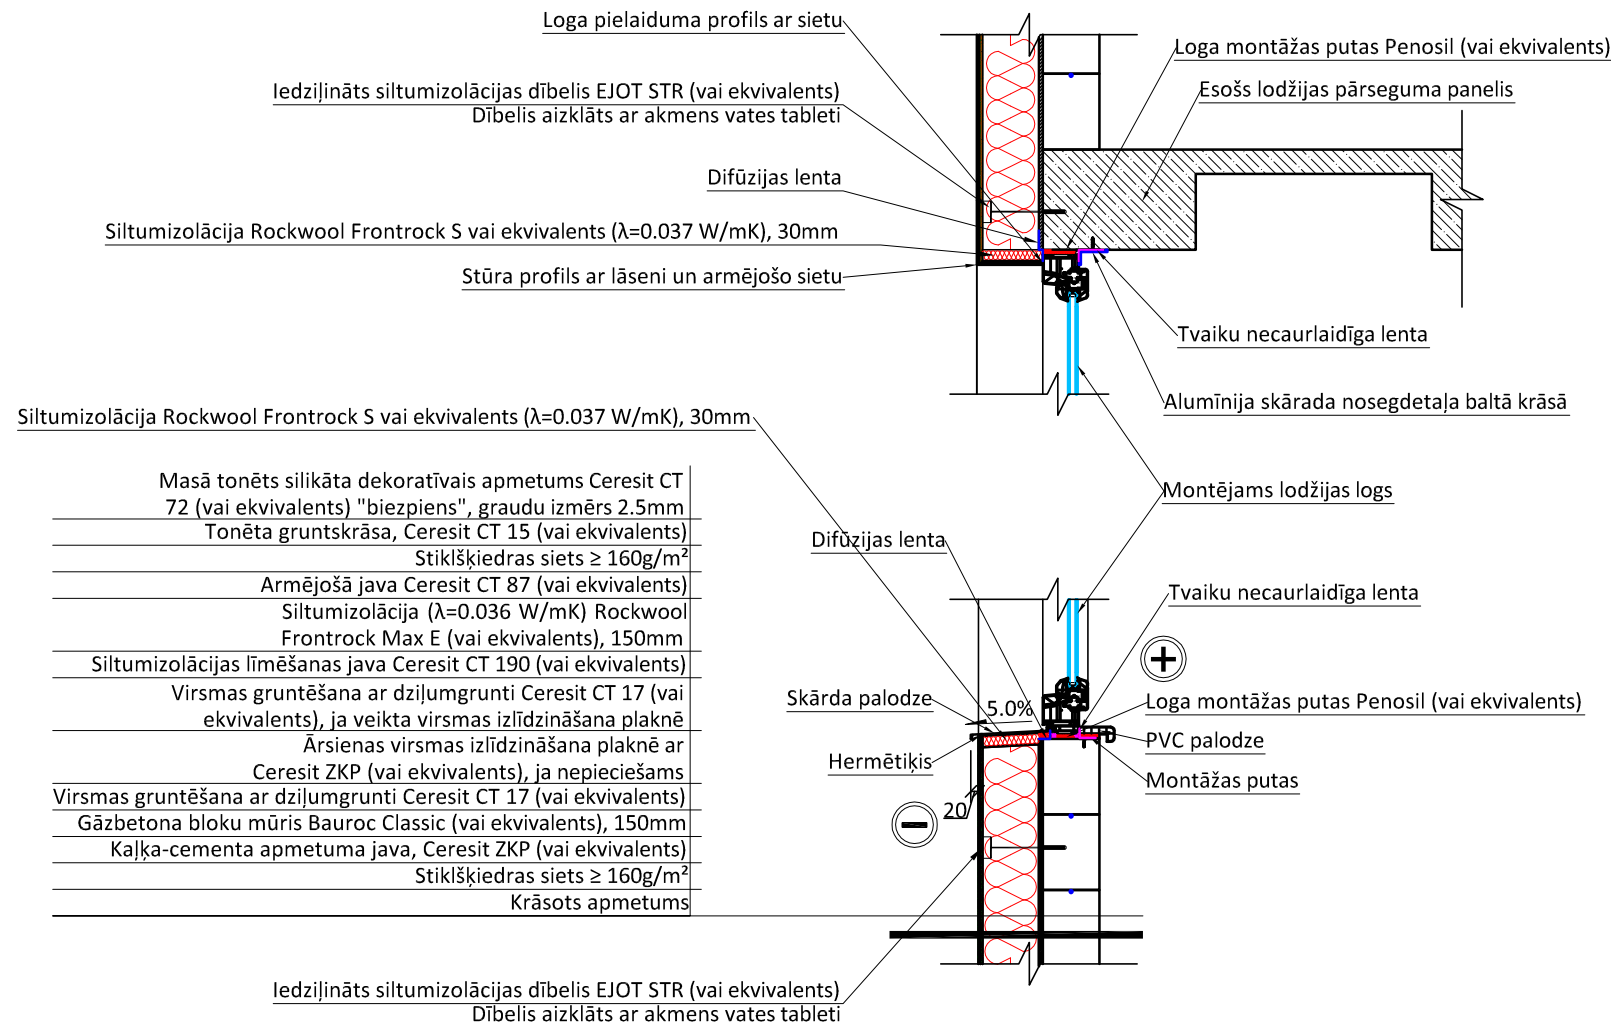 Loga pielaiduma profils ar sietu
Loga montāžas putas Penosil (vai ekvivalents)
Iedziļināts siltumizolācijas dībelis EJOT STR (vai ekvivalents)
Dībelis aizklāts ar akmens vates tableti
Esošs lodžijas pārseguma panelis
Difūzijas lenta
Siltumizolācija Rockwool Frontrock S vai ekvivalents (λ=0.037 W/mK), 30mm
Stūra profils ar lāseni un armējošo sietu
Tvaiku necaurlaidīga lenta
Alumīnija skārada nosegdetaļa baltā krāsā
Siltumizolācija Rockwool Frontrock S vai ekvivalents (λ=0.037 W/mK), 30mm
Montējams lodžijas logs
Masā tonēts silikāta dekoratīvais apmetums Ceresit CT
72 (vai ekvivalents) "biezpiens", graudu izmērs 2.5mm
Tonēta gruntskrāsa, Ceresit CT 15 (vai ekvivalents)
Stiklšķiedras siets ≥ 160g/m²
Armējošā java Ceresit CT 87 (vai ekvivalents)
Siltumizolācija (λ=0.036 W/mK) Rockwool
Frontrock Max E (vai ekvivalents), 150mm
Siltumizolācijas līmēšanas java Ceresit CT 190 (vai ekvivalents)
Virsmas gruntēšana ar dziļumgrunti Ceresit CT 17 (vai
ekvivalents), ja veikta virsmas izlīdzināšana plaknē
Ārsienas virsmas izlīdzināšana plaknē ar
Ceresit ZKP (vai ekvivalents), ja nepieciešams
Virsmas gruntēšana ar dziļumgrunti Ceresit CT 17 (vai ekvivalents)
Gāzbetona bloku mūris Bauroc Classic (vai ekvivalents), 150mm
Kaļķa-cementa apmetuma java, Ceresit ZKP (vai ekvivalents)
Stiklšķiedras siets ≥ 160g/m²
Krāsots apmetums
Difūzijas lenta
Tvaiku necaurlaidīga lenta
Skārda palodze
5.0%
Loga montāžas putas Penosil (vai ekvivalents)
PVC palodze
Hermētiķis
Montāžas putas
20
Iedziļināts siltumizolācijas dībelis EJOT STR (vai ekvivalents)
Dībelis aizklāts ar akmens vates tableti